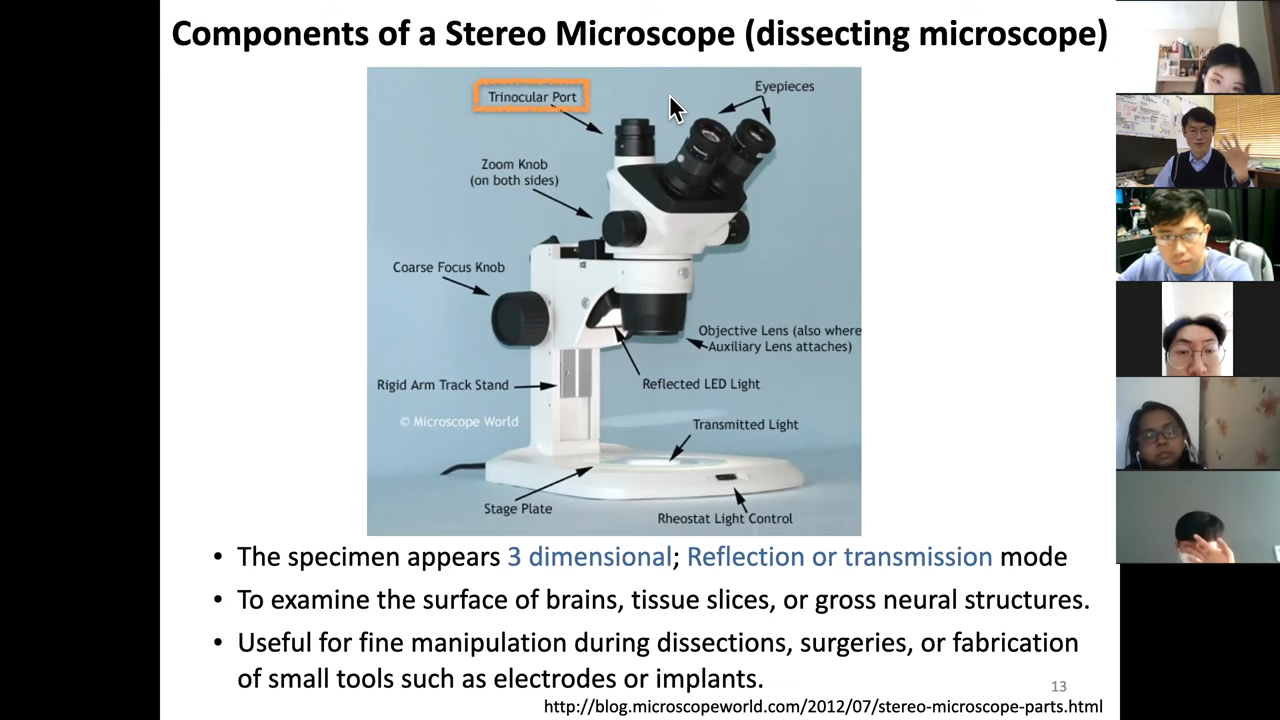 Components of a Stereo Microscope (dissecting microscope)
Trinocular Port
Eyepieces
Zoom Knob
(on both sides)
Coarse Focus Knob
Objective Lens (also where
Auxiliary Lens attaches)
Rigid Arm Track Stand
Reflected LED Light
© Microscope World
Transmitted Light
Stage Plate
Rheostat Light Control
• The specimen appears 3 dimensional; Reflection or transmission mode
• To examine the surface of brains, tissue slices, or gross neural structures.
• Useful for fine manipulation during dissections, surgeries, or fabrication
of small tools such as electrodes or implants.
13
http://blog.microscopeworld.com/2012/07/stereo-microscope-parts.html